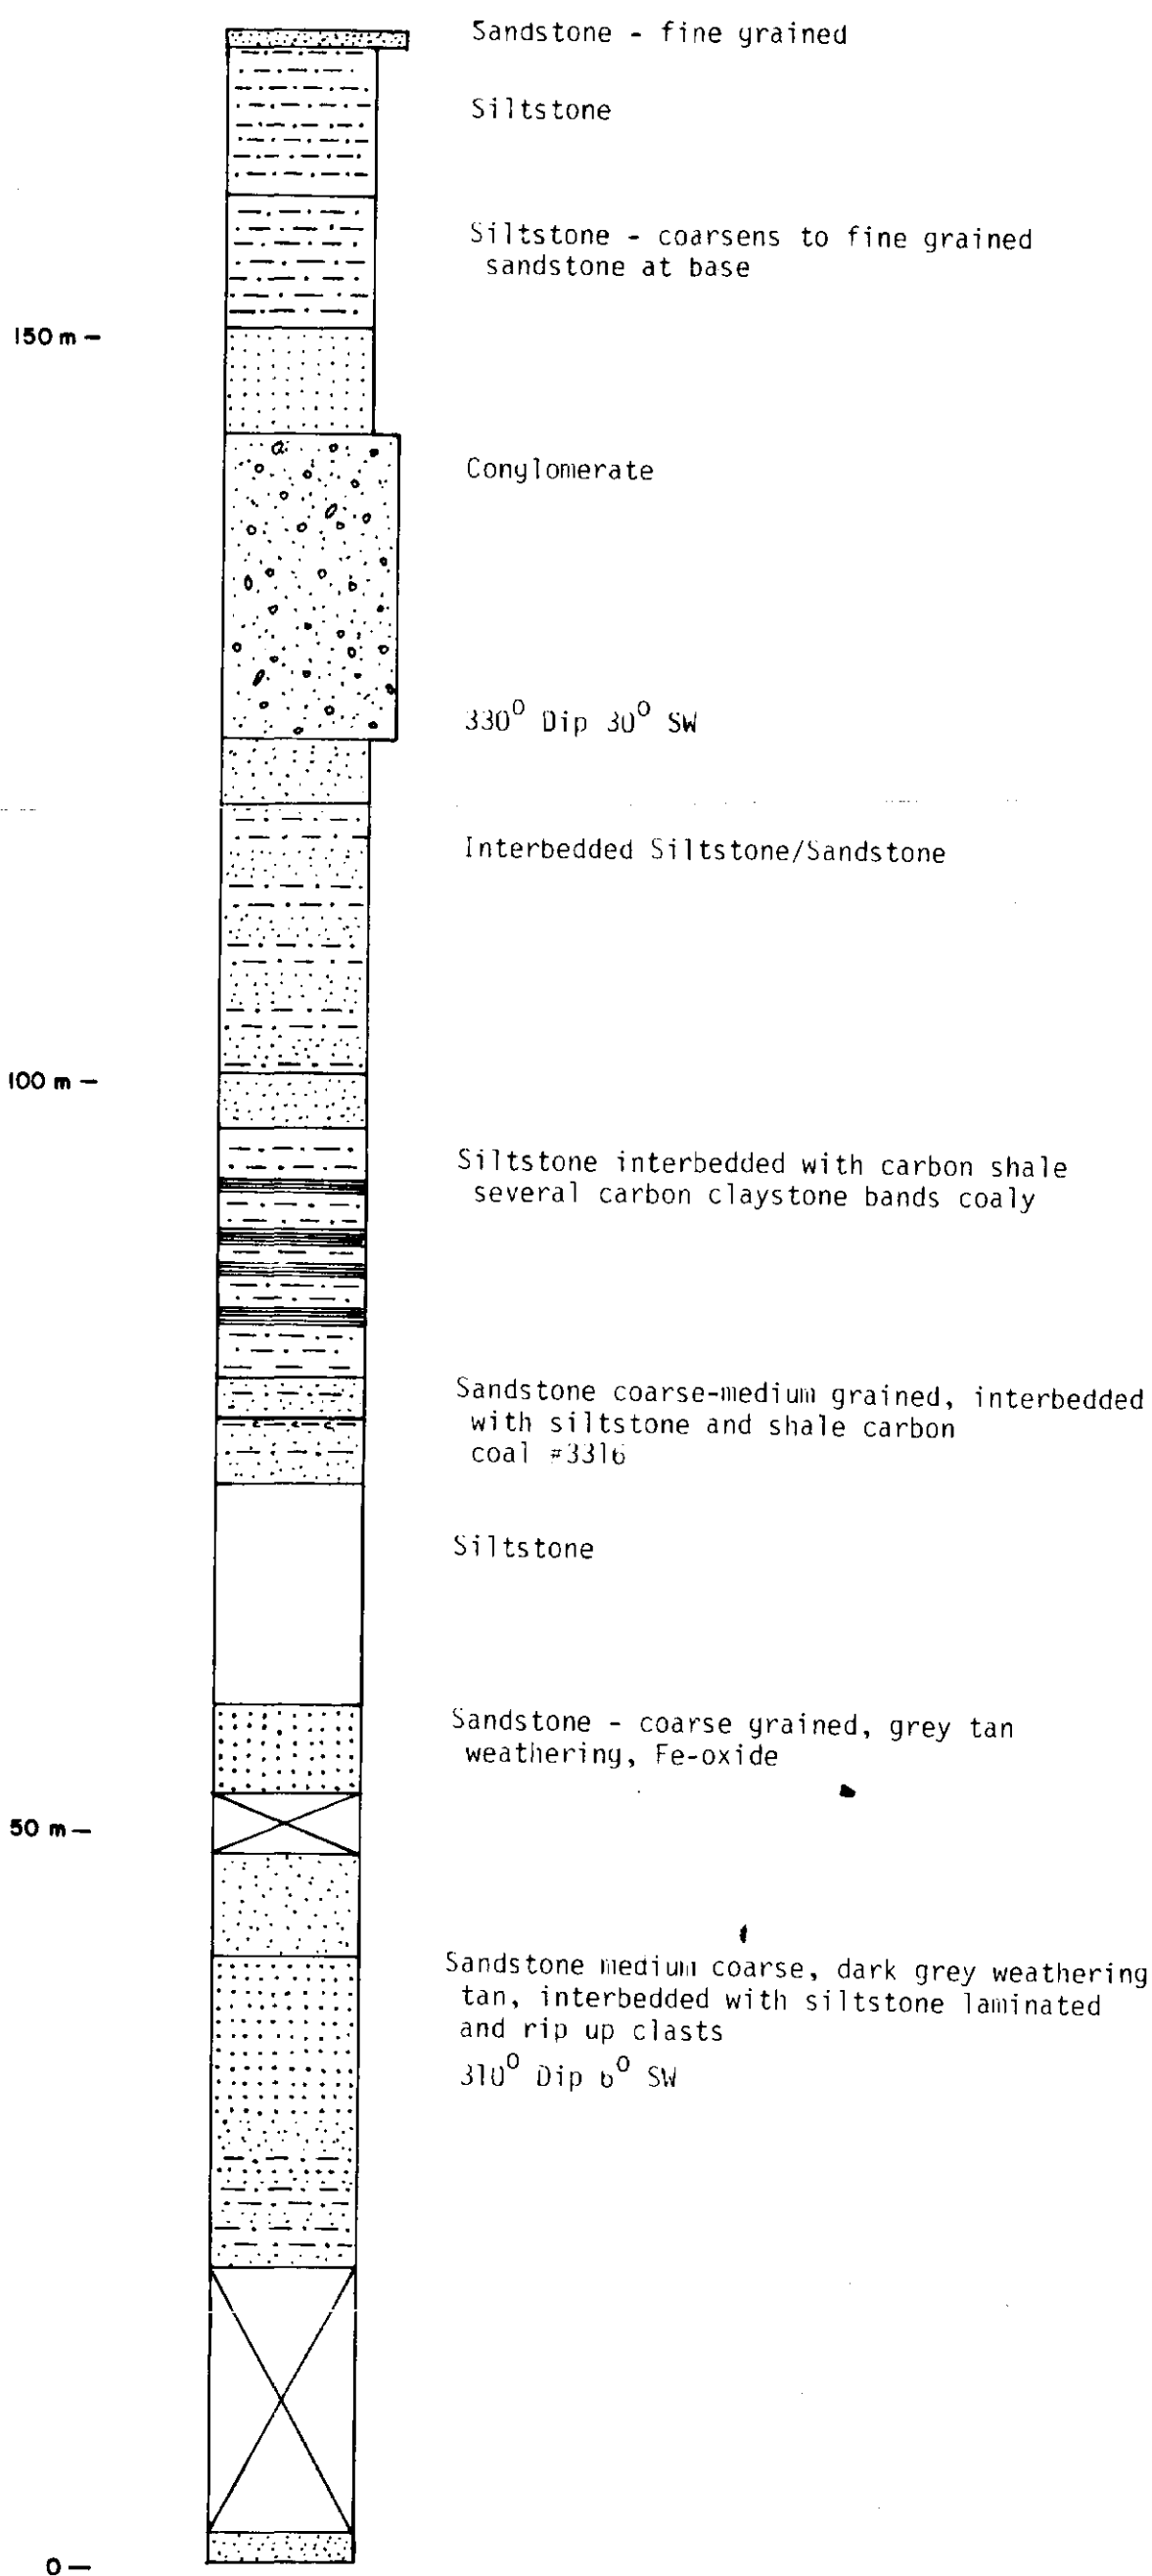 Sandstone - fine grained
Siltstone
Siltstone - coarsens to fine grained
sandstone at base
150 m
Conglomerate
330° Dip 30° SW
Interbedded Siltstone/Sandstone
100 m
Siltstone interbedded with carbon shale
several carbon claystone bands coaly
Sandstone coarse-medium grained, interbedded
with siltstone and shale carbon
coal #3316
Siltstone
Sandstone - coarse grained, grey tan
weathering, Fe-oxide
50 m
Sandstone medium coarse, dark grey weathering
tan, interbedded with siltstone laminated
and rip up clasts
310° Dip 6° SW
0